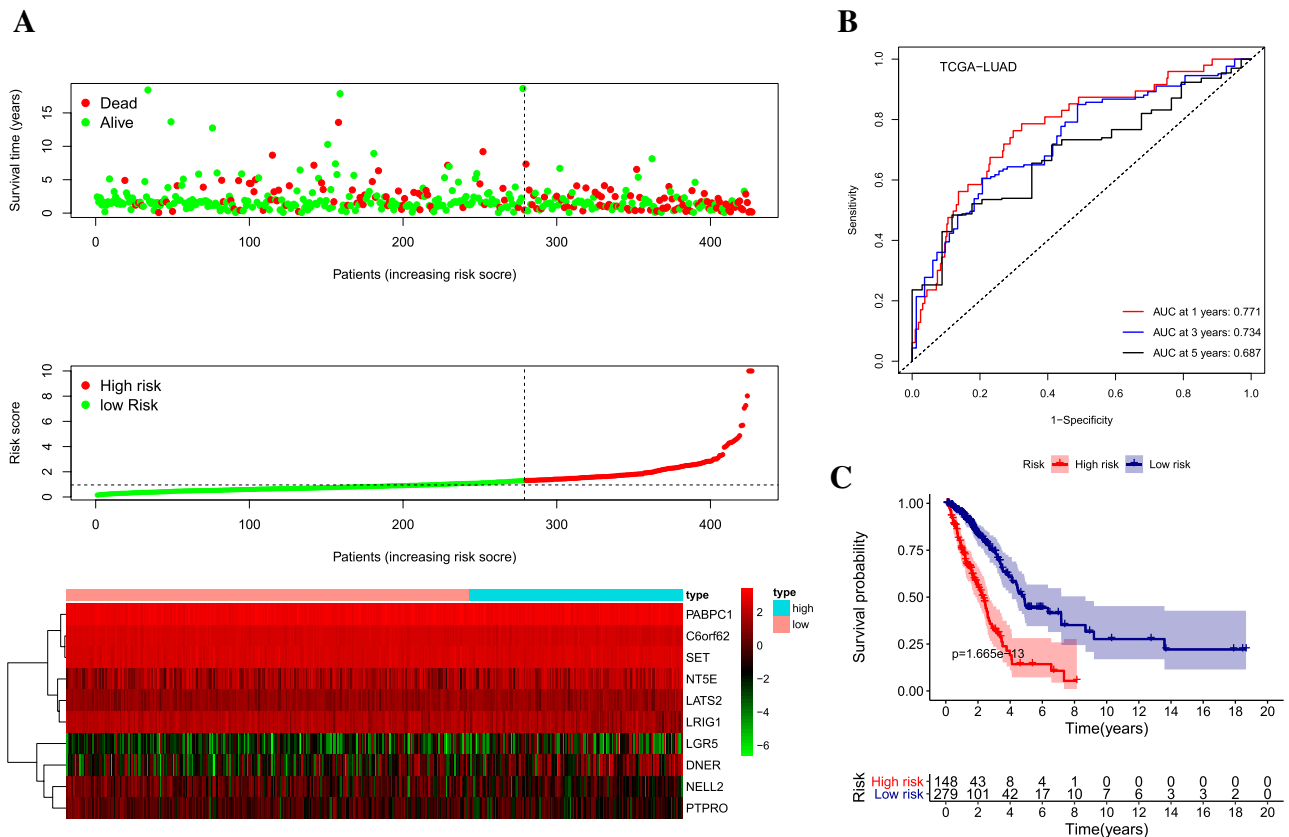 A
Survival time (years)
15
10
5
0
Dead
Alive
0 100 200 300 400
Patients (increasing risk socre)
Risk score
10
8
6
4
2
0
High risk
low Risk
0 100 200 300 400
Patients (increasing risk socre)
type
PABPC1
C6orf62
SET
NT5E
LATS2
LRIG1
LGR5
DNER
NELL2
PTPRO
2
0
−2
−4
−6
type
high
low
B
TCGA−LUAD
Sensitivity
1.0
0.8
0.6
0.4
0.2
0.0
AUC at 1 years: 0.771
AUC at 3 years: 0.734
AUC at 5 years: 0.687
0.0 0.2 0.4 0.6 0.8 1.0
1−Specificity
C
Risk High risk Low risk
Survival probability
1.00
0.75
0.50
0.25
0.00
p=1.665e−13
0 2 4 6 8 10 12 14 16 18 20
Time(years)
Risk
High risk 148 43 8 4 1 0 0 0 0 0 0
Low risk 279 101 42 17 10 7 6 3 3 2 0
0 2 4 6 8 10 12 14 16 18 20
Time(years)